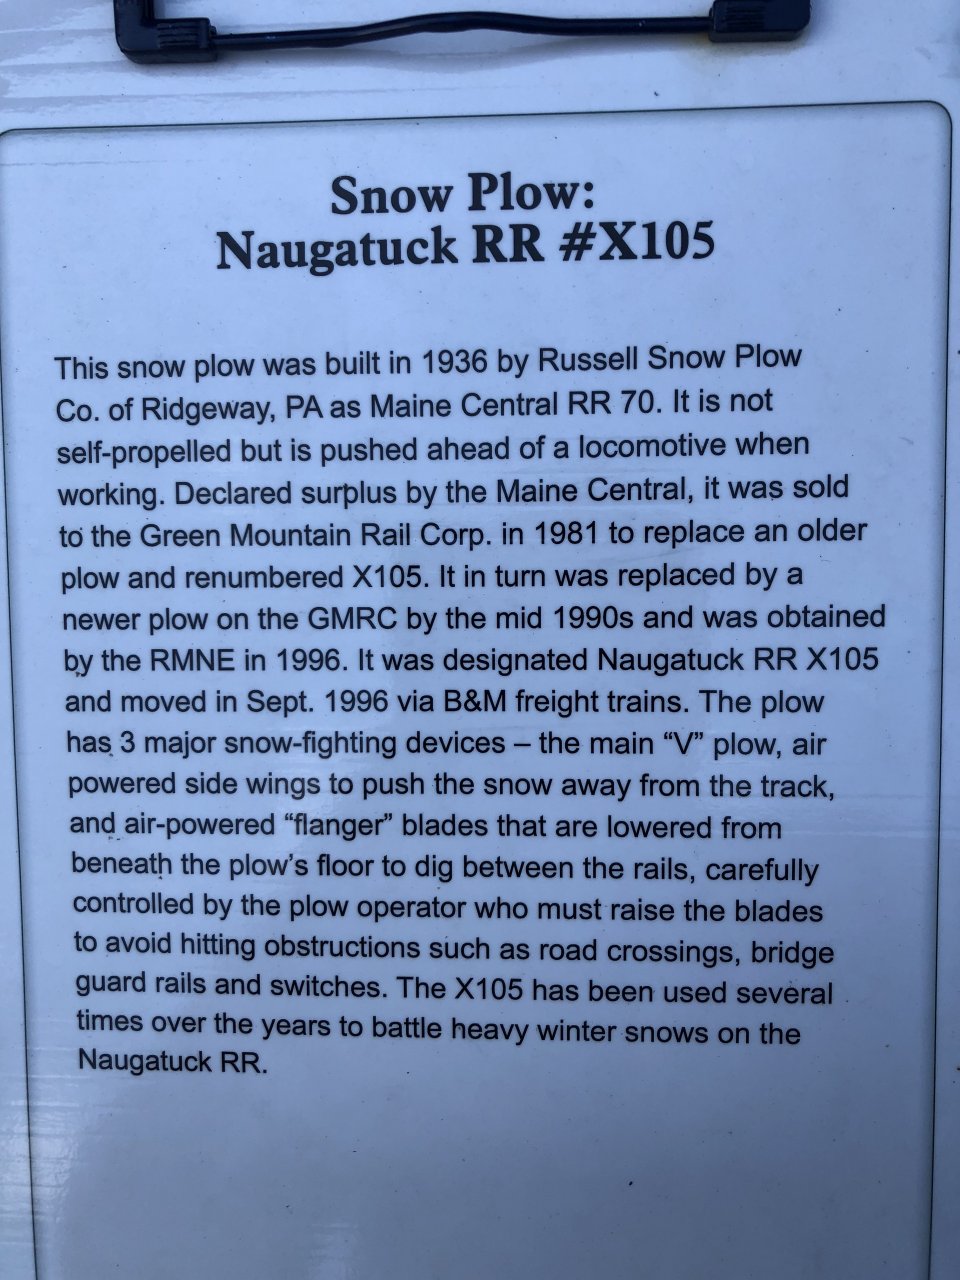 Snow Plow:
Naugatuck RR #X105
This snow plow was built in 1936 by Russell Snow Plow
Co. of Ridgeway, PA as Maine Central RR 70. It is not
self-propelled but is pushed ahead of a locomotive when
working. Declared surplus by the Maine Central, it was sold
to the Green Mountain Rail Corp. in 1981 to replace an older
plow and renumbered X105. It in turn was replaced by a
newer plow on the GMRC by the mid 1990s and was obtained
by the RMNE in 1996. It was designated Naugatuck RR X105
and moved in Sept. 1996 via B&M freight trains. The plow
has 3 major snow-fighting devices – the main “V” plow, air
powered side wings to push the snow away from the track,
and air-powered “flanger” blades that are lowered from
beneath the plow’s floor to dig between the rails, carefully
controlled by the plow operator who must raise the blades
to avoid hitting obstructions such as road crossings, bridge
guard rails and switches. The X105 has been used several
times over the years to battle heavy winter snows on the
Naugatuck RR.